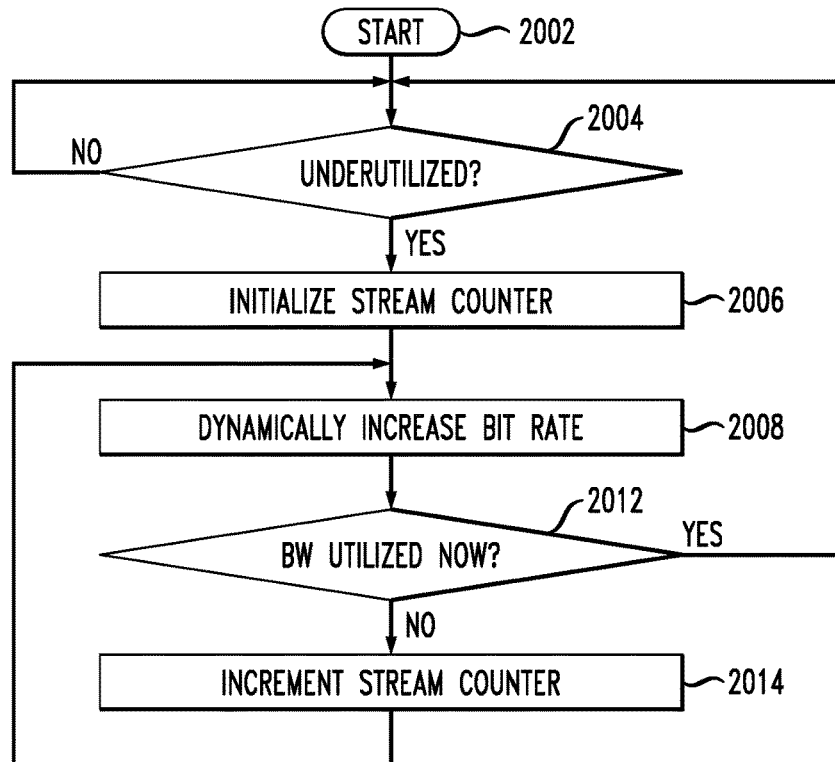 START
2002
2004
NO
UNDERUTILIZED?
YES
INITIALIZE STREAM COUNTER
2006
DYNAMICALLY INCREASE BIT RATE
2008
2012
YES
BW UTILIZED NOW?
NO
INCREMENT STREAM COUNTER
2014